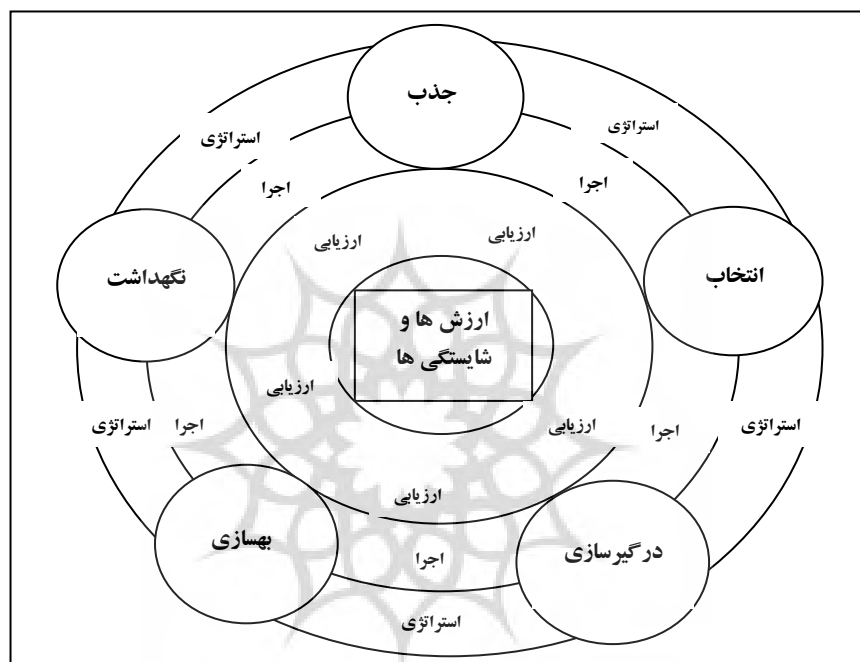 جذب
استراتژی
استراتژی
اجرا
اجرا
ارزیابی
ارزیابی
انتخاب
نگهداشت
ارزش ها و
شایستگی ها
ارزیابی
ارزیابی
استراتژی
اجرا
اجرا
استراتژی
ارزیابی
درگیرسازی
بهسازی
اجرا
استراتژی